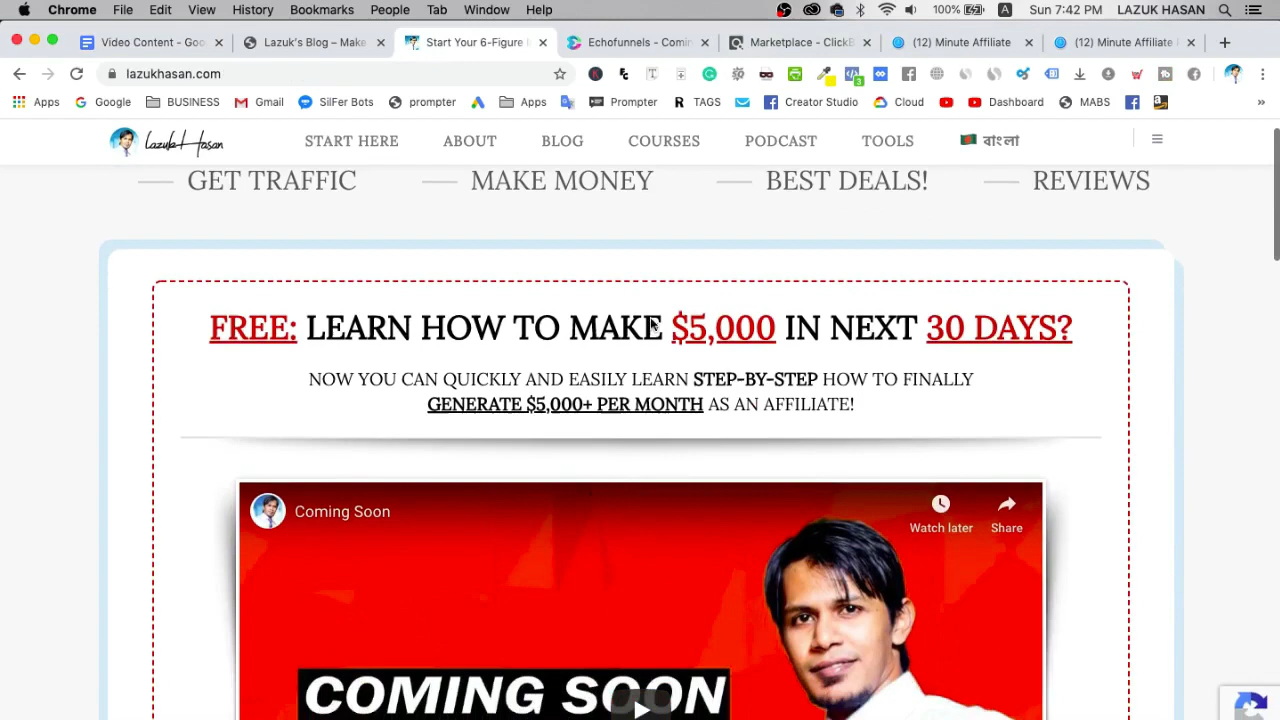 Chrome File Edit View History Bookmarks People Tab Window Help 100% A Sun 7:42 PM LAZUK HASAN
Video Content - Goo × Lazuk's Blog – Make × Start Your 6-Figure × Echofunnels - Comin × Marketplace - ClickB × (12) Minute Affiliate × (12) Minute Affiliate × +
lazukhasan.com 3
Apps Google BUSINESS Gmail SilFer Bots prompter Apps Prompter R TAGS Creator Studio Cloud Dashboard MABS »
Lazuk Hasan START HERE ABOUT BLOG COURSES PODCAST TOOLS বাংলা
GET TRAFFIC MAKE MONEY BEST DEALS! REVIEWS
FREE: LEARN HOW TO MAKE $5,000 IN NEXT 30 DAYS?
NOW YOU CAN QUICKLY AND EASILY LEARN STEP-BY-STEP HOW TO FINALLY
GENERATE $5,000+ PER MONTH AS AN AFFILIATE!
Coming Soon
Watch later Share
COMING SOON